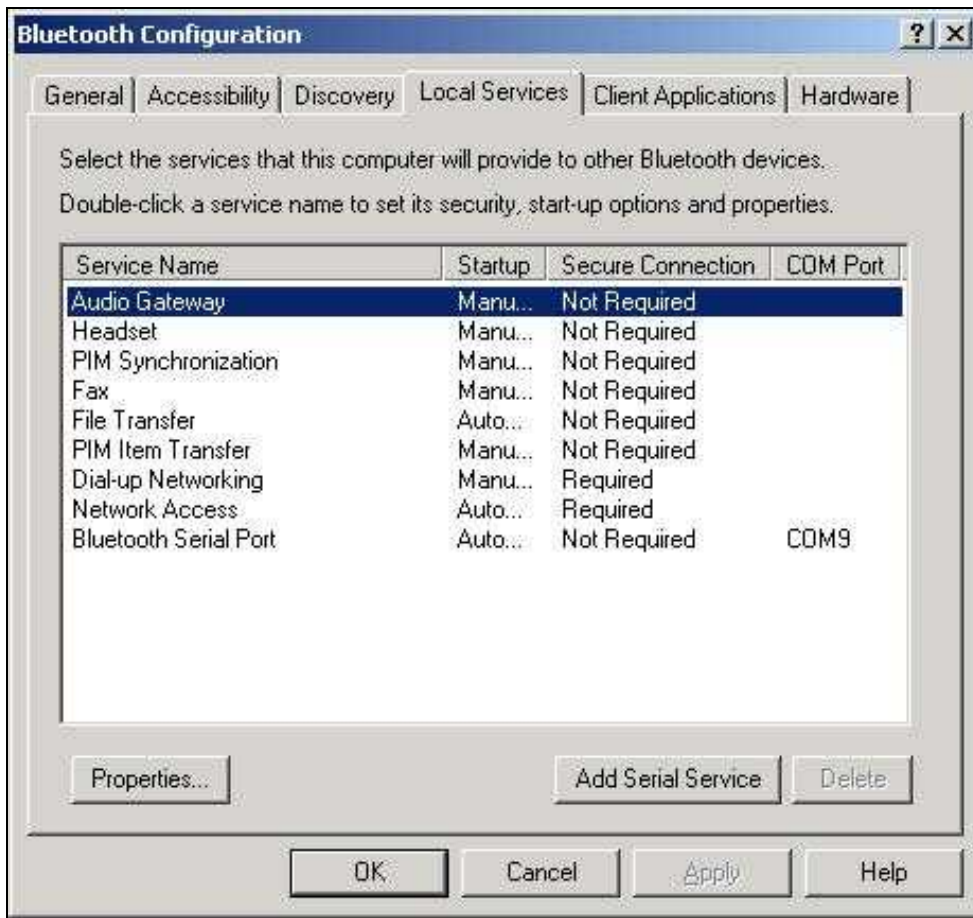 Bluetooth Configuration
General Accessibility Discovery Local Services Client Applications Hardware
Select the services that this computer will provide to other Bluetooth devices.
Double-click a service name to set its security, start-up options and properties.
Service Name Startup Secure Connection COM Port
Audio Gateway Manu... Not Required
Headset Manu... Not Required
PIM Synchronization Manu... Not Required
Fax Manu... Not Required
File Transfer Auto... Not Required
PIM Item Transfer Manu... Not Required
Dial-up Networking Manu... Required
Network Access Auto... Required
Bluetooth Serial Port Auto... Not Required COM9
Properties... Add Serial Service Delete
OK Cancel Apply Help